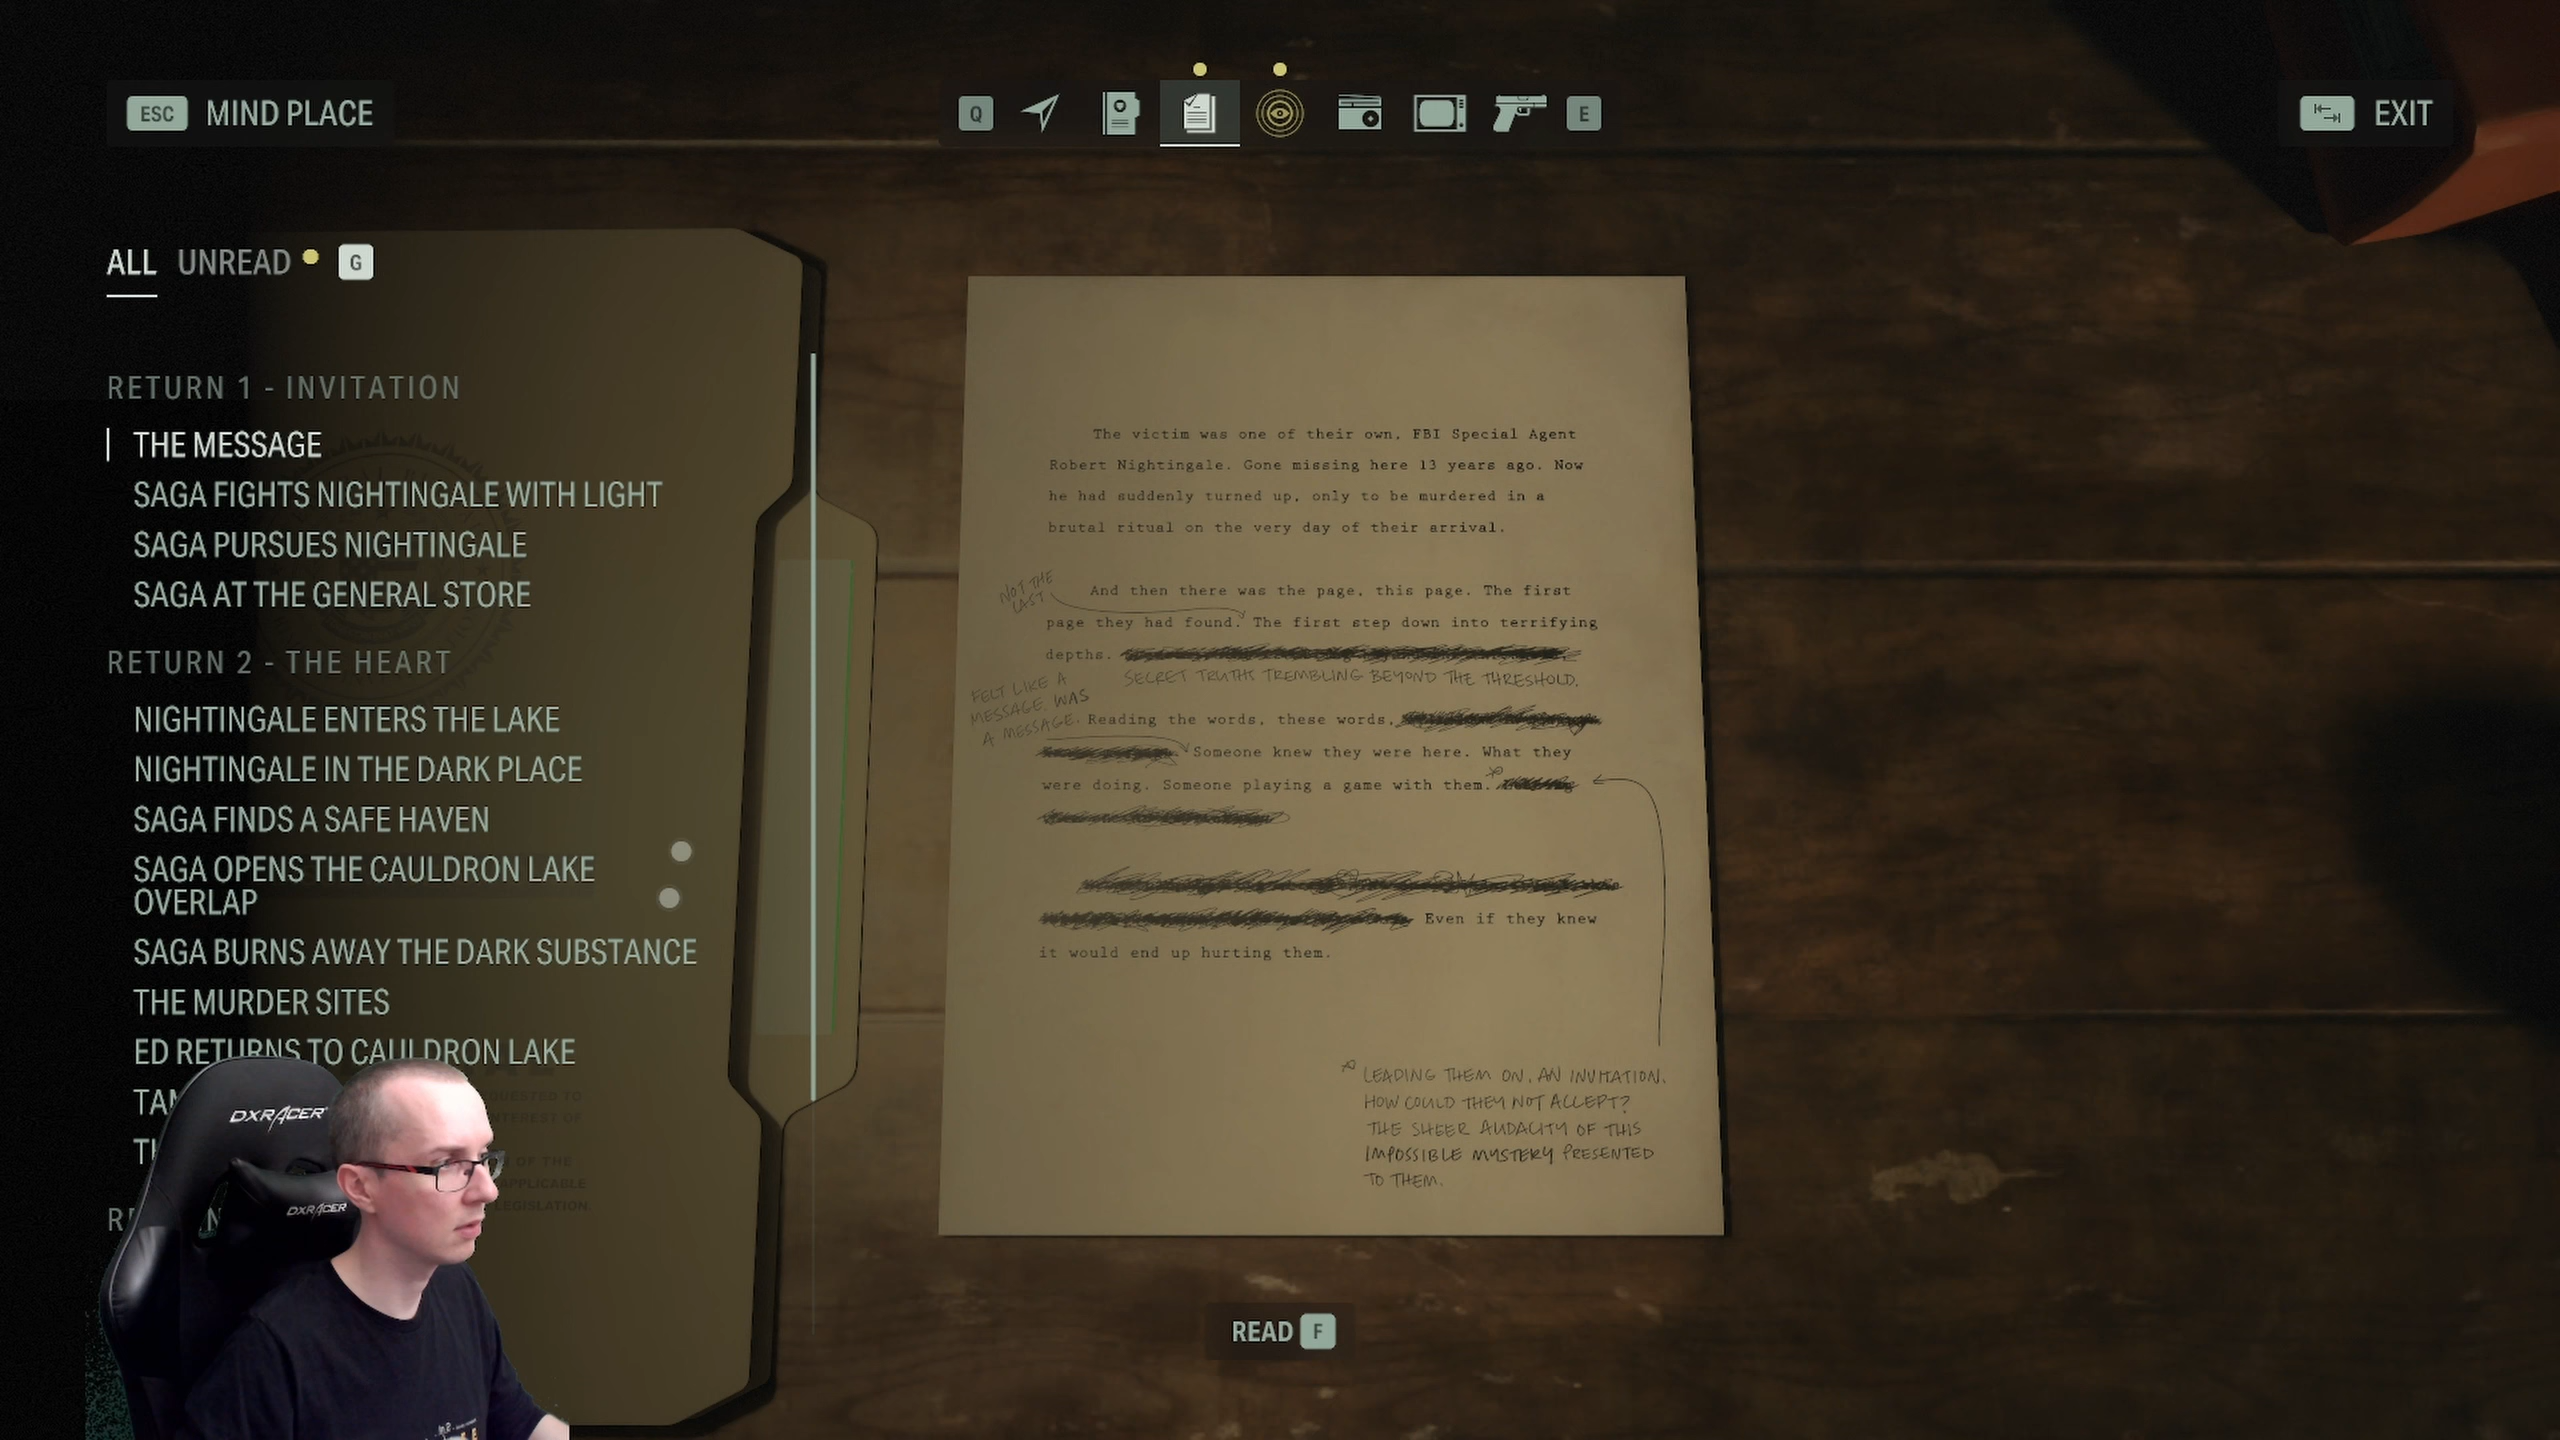 ESC MIND PLACE
Q
E
EXIT
ALL UNREAD G
RETURN 1 - INVITATION
THE MESSAGE
SAGA FIGHTS NIGHTINGALE WITH LIGHT
SAGA PURSUES NIGHTINGALE
SAGA AT THE GENERAL STORE
RETURN 2 - THE HEART
NIGHTINGALE ENTERS THE LAKE
NIGHTINGALE IN THE DARK PLACE
SAGA FINDS A SAFE HAVEN
SAGA OPENS THE CAULDRON LAKE
OVERLAP
SAGA BURNS AWAY THE DARK SUBSTANCE
THE MURDER SITES
ED RETURNS TO CAULDRON LAKE
OF THE
APPLICABLE
LEGISLATION.
DXRACER
DXRACER
The victim was one of their own, FBI Special Agent
Robert Nightingale. Gone missing here 13 years ago. Now
he had suddenly turned up, only to be murdered in a
brutal ritual on the very day of their arrival.
NOT THE
LAST
And then there was the page, this page. The first
page they had found. The first step down into terrifying
depths.
SECRET TRUTHS TREMBLING BEYOND THE THRESHOLD.
FELT LIKE A
MESSAGE. WAS
A MESSAGE.
Reading the words, these words,
Someone knew they were here. What they
were doing. Someone playing a game with them.
Even if they knew
it would end up hurting them.
LEADING THEM ON, AN INVITATION.
HOW COULD THEY NOT ACCEPT?
THE SHEER AUDACITY OF THIS
IMPOSSIBLE MYSTERY PRESENTED
TO THEM.
READ F